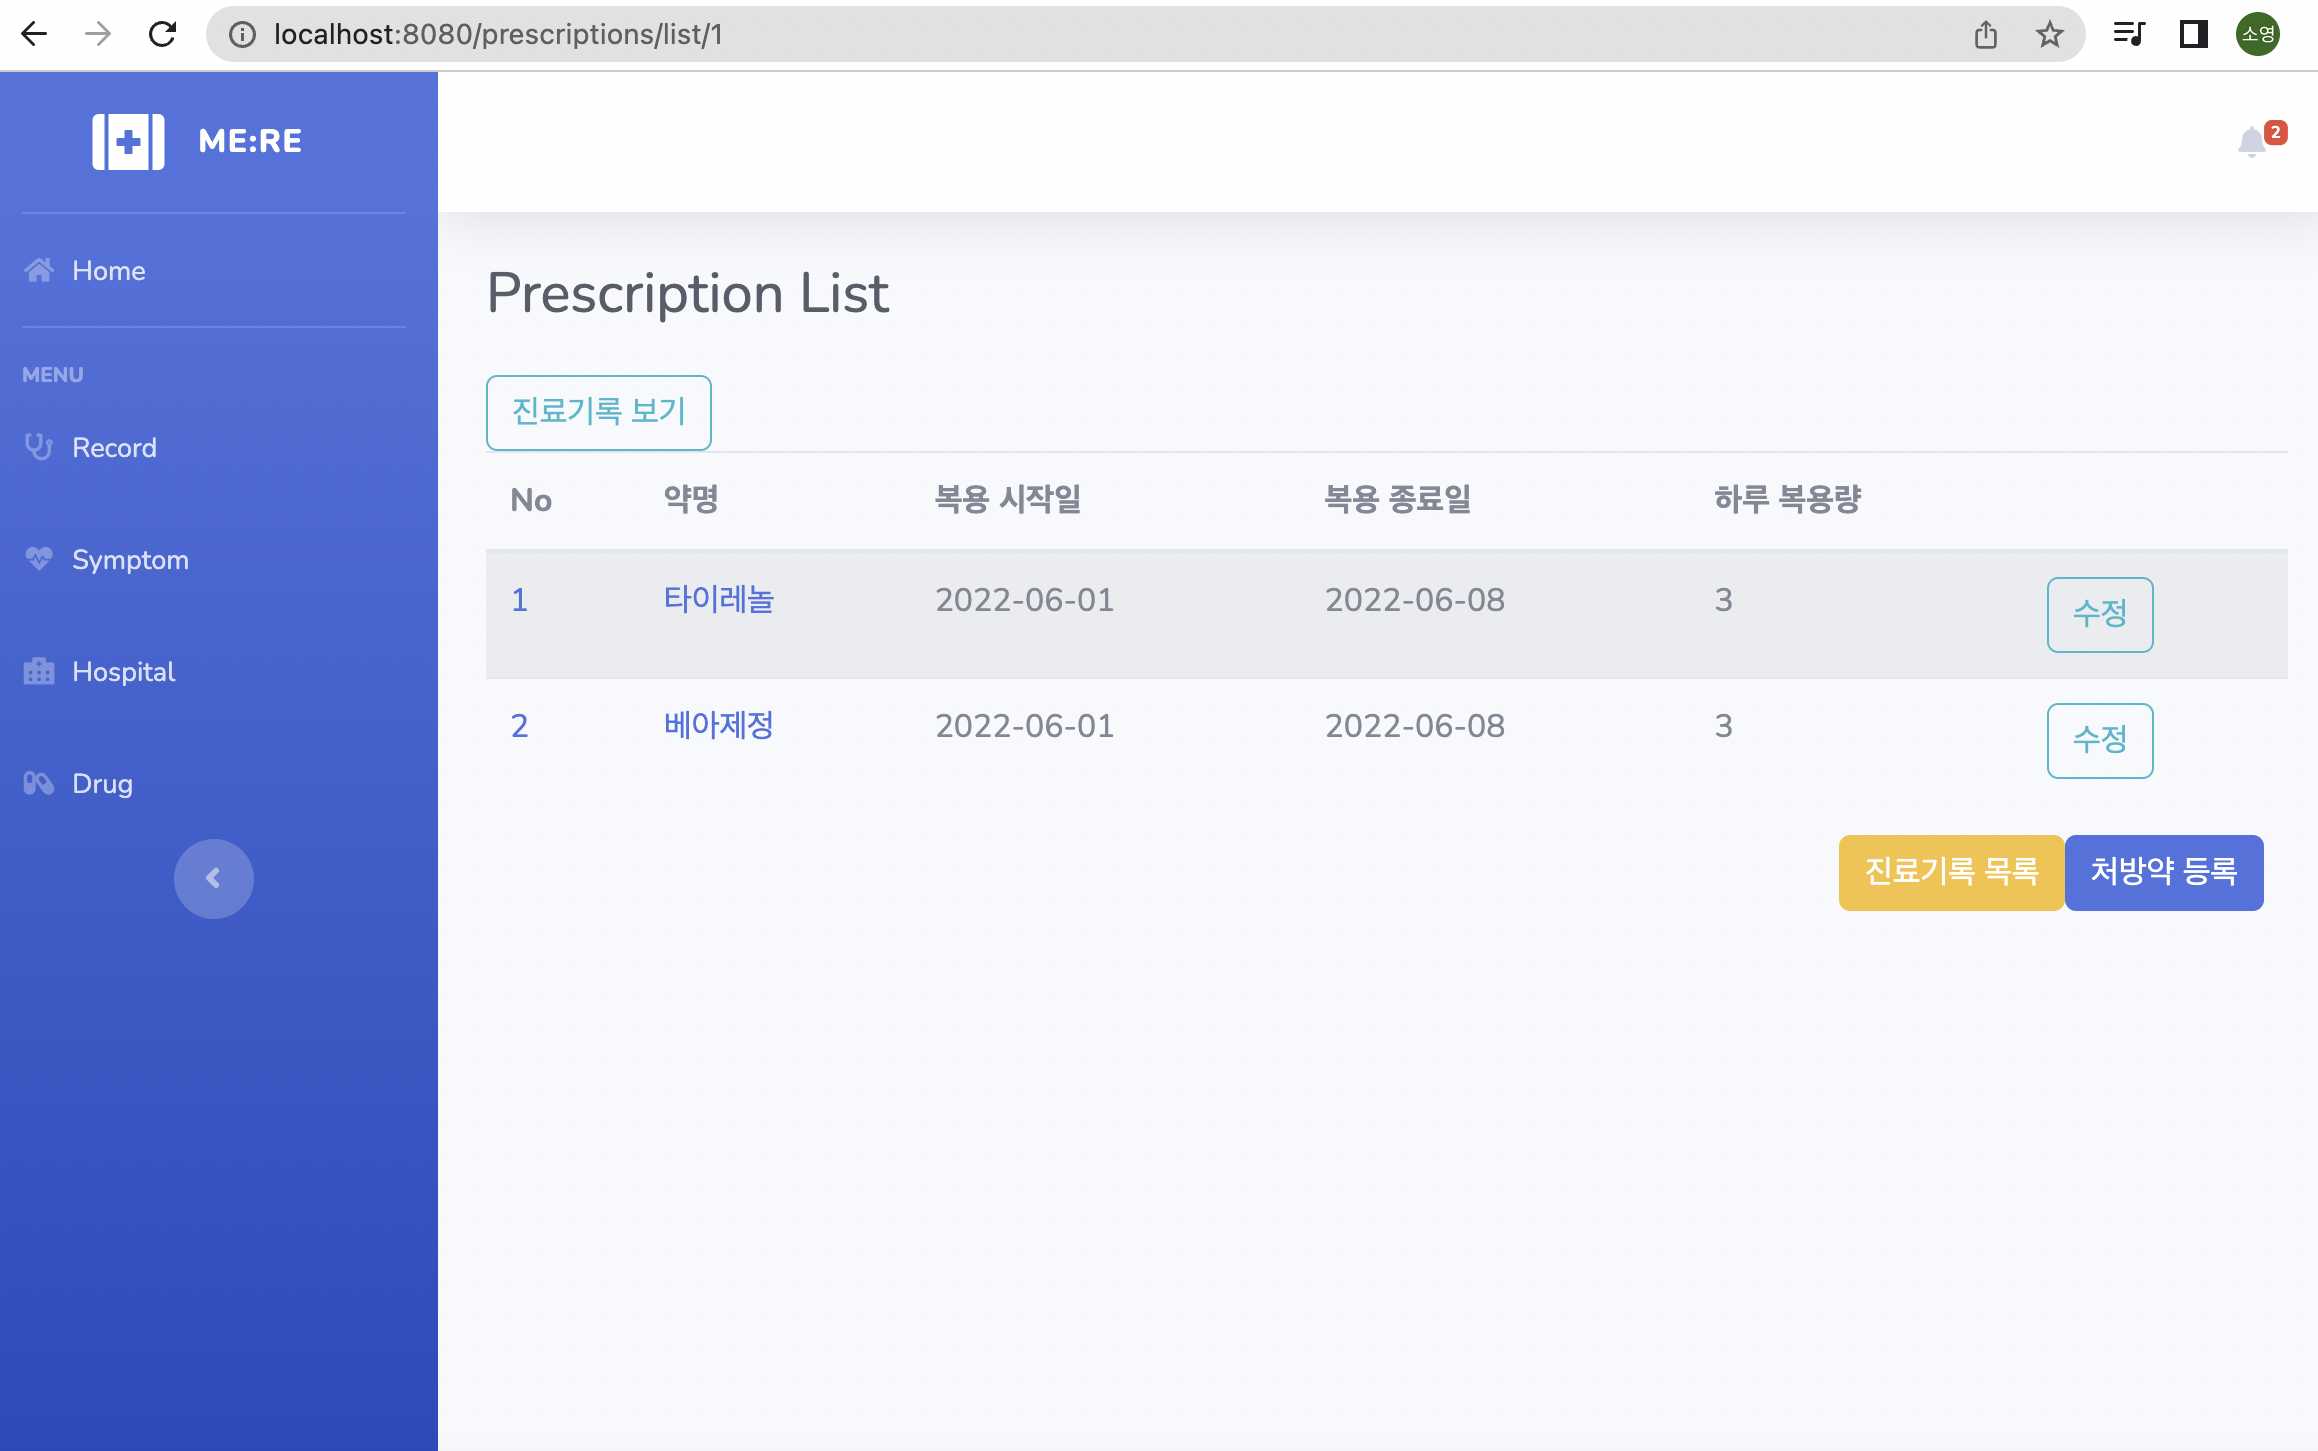 localhost:8080/prescriptions/list/1
소영
ME:RE
2
Home
MENU
Record
Symptom
Hospital
Drug
Prescription List
진료기록 보기
No 약명 복용 시작일 복용 종료일 하루 복용량
1 타이레놀 2022-06-01 2022-06-08 3 수정
2 베아제정 2022-06-01 2022-06-08 3 수정
진료기록 목록 처방약 등록